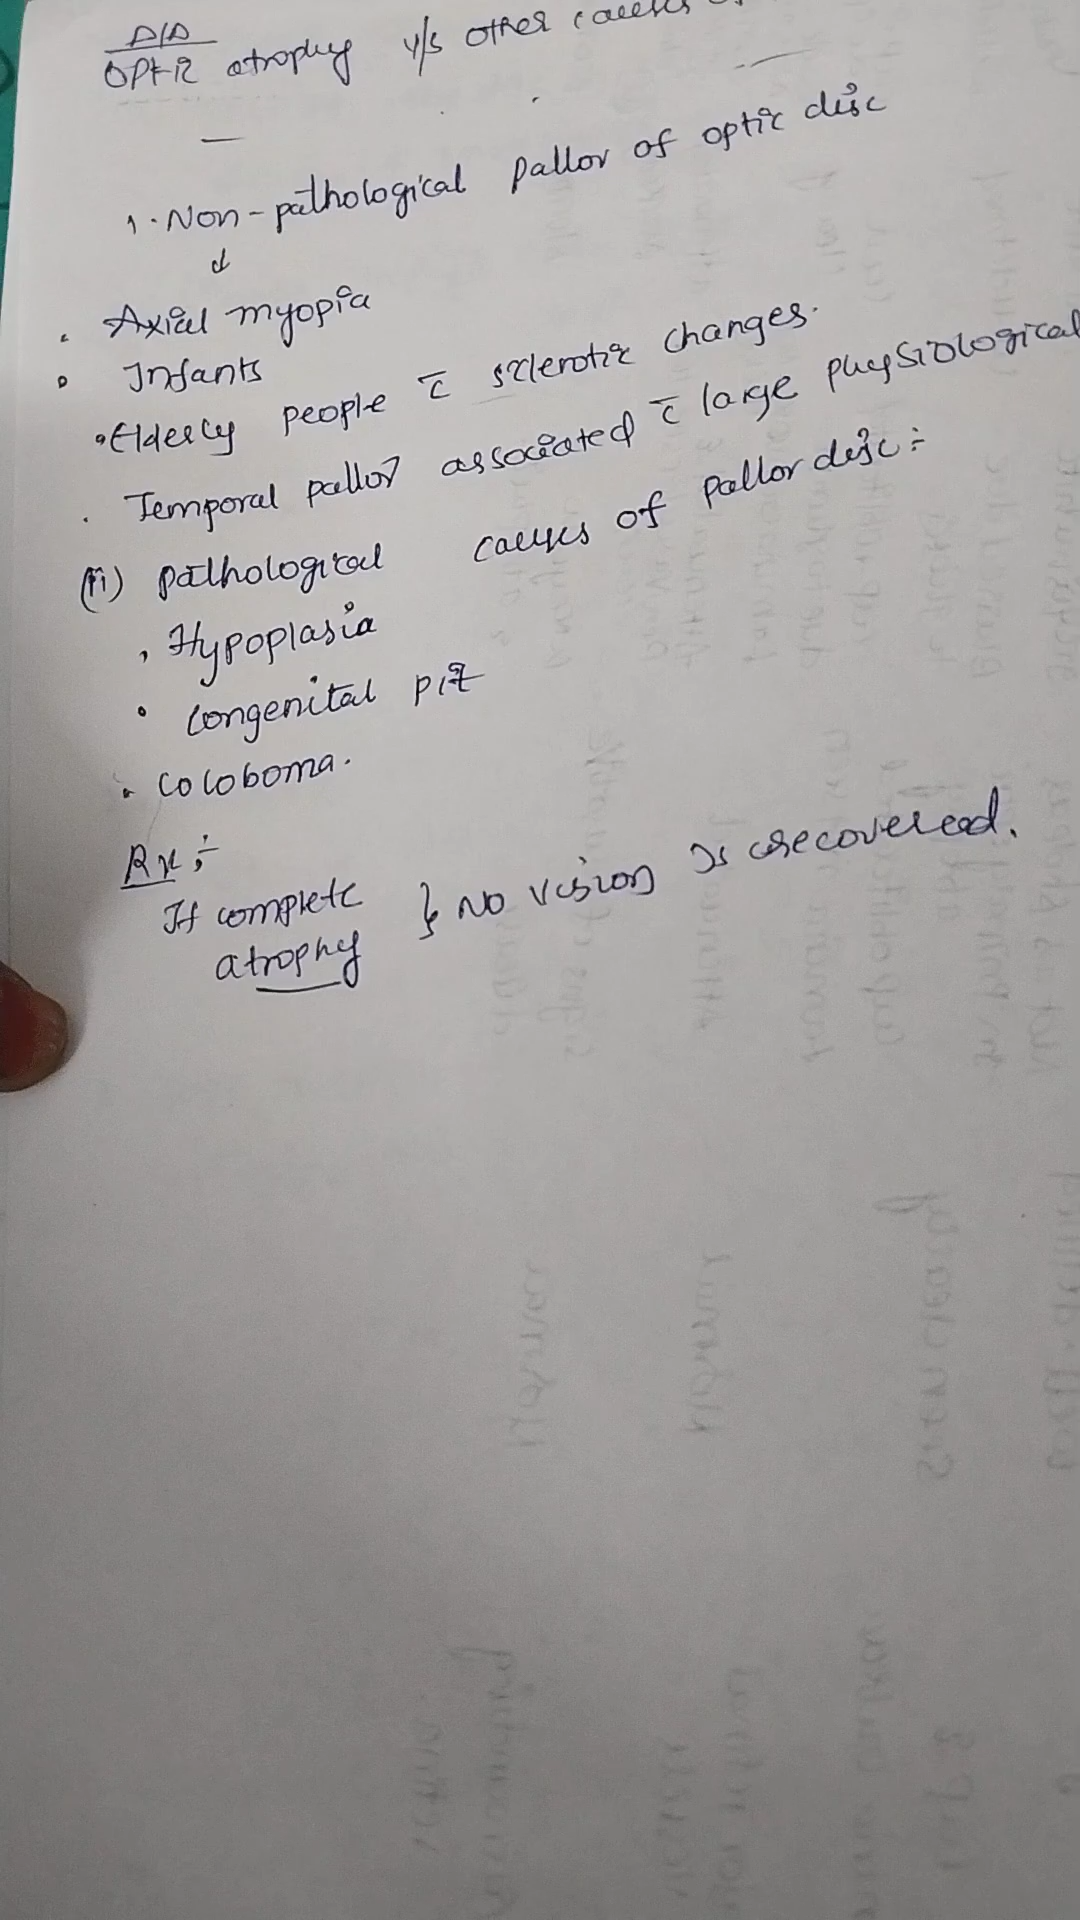 D/D
OPtic atrophy v/s other causes
1. Non-pathological pallor of optic disc
↓
• Axial myopia
• Infants
• Elderly people c̄ sclerotic changes.
• Temporal pallor associated c̄ large physiological
(ii) pathological causes of pallor disc :-
• Hypoplasia
• Congenital pit
• Coloboma.
Rx :-
If complete atrophy } NO vision is recovered.